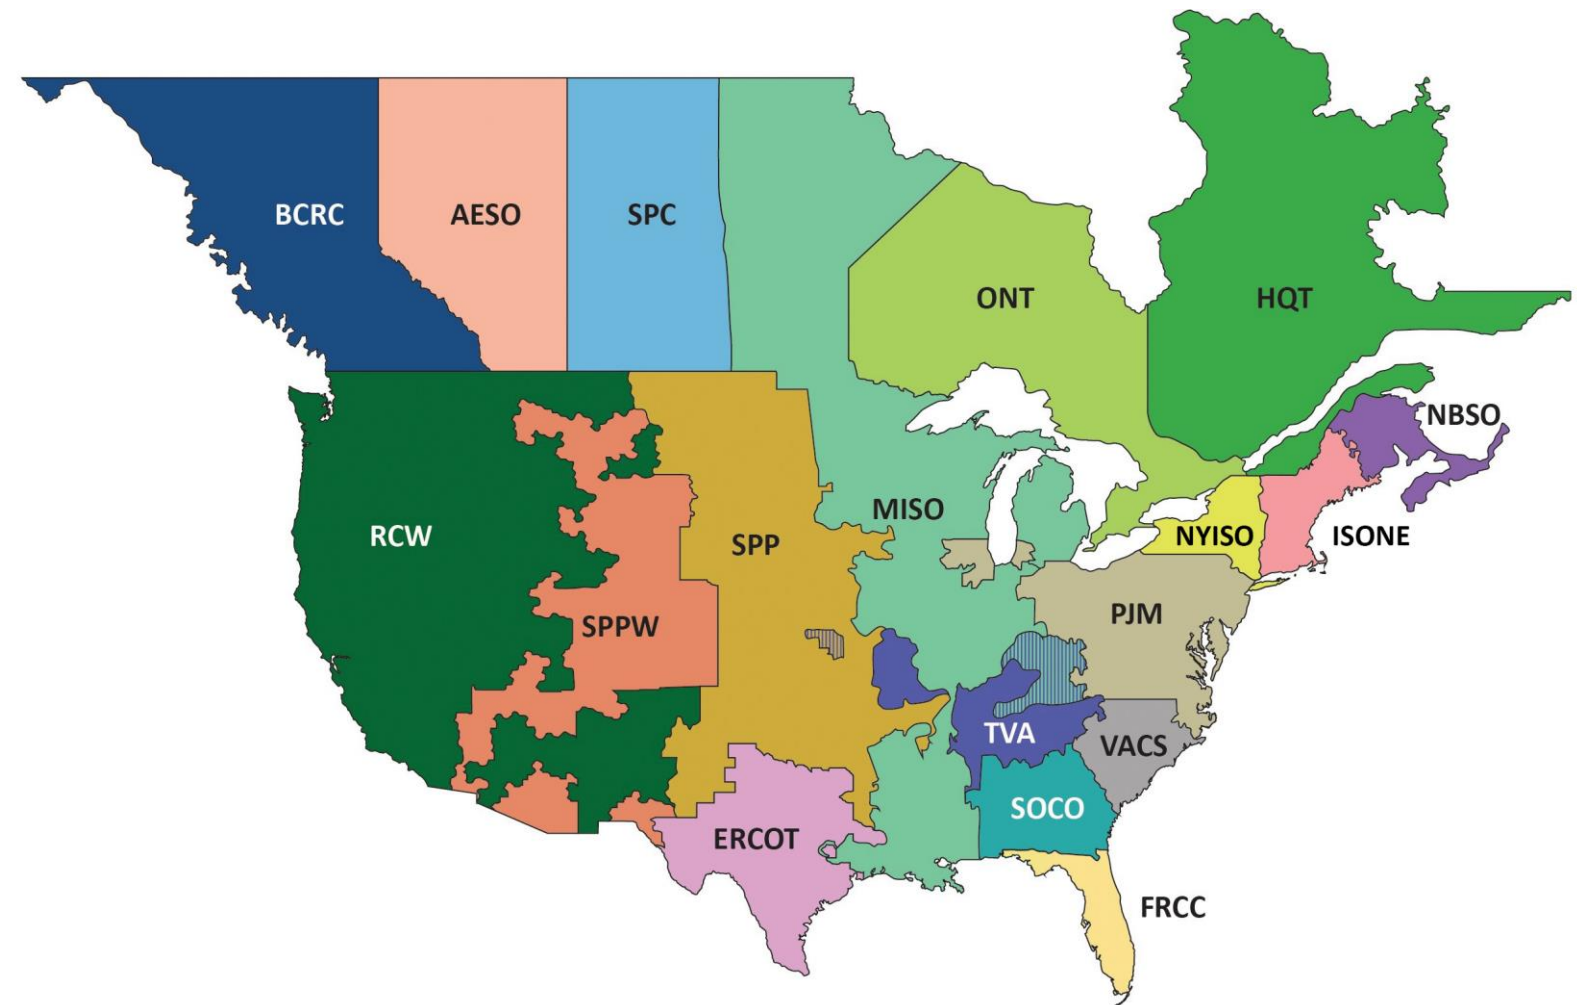 BCRC
AESO
SPC
ONT
HQT
NBSO
MISO
RCW
SPP
NYISO
ISONE
SPPW
PJM
TVA
VACS
SOCO
ERCOT
FRCC